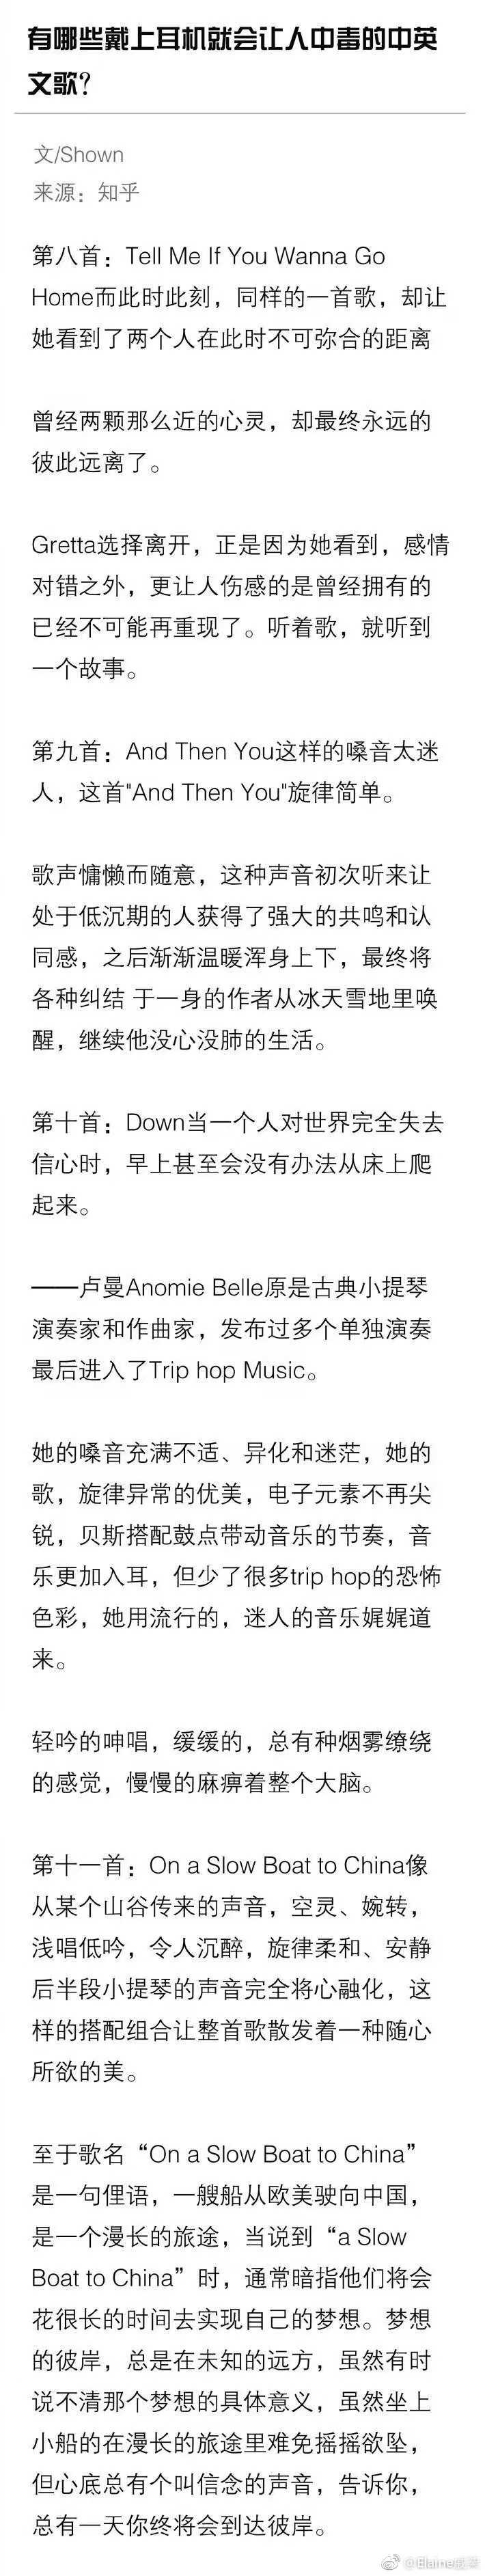 有哪些戴上耳机就会让人中毒的中英
文歌?
文/Shown
来源：知乎
第八首：Tell Me If You Wanna Go
Home而此时此刻，同样的一首歌，却让
她看到了两个人在此时不可弥合的距离
曾经两颗那么近的心灵，却最终永远的
彼此远离了。
Gretta选择离开，正是因为她看到，感情
对错之外，更让人伤感的是曾经拥有的
已经不可能再重现了。听着歌，就听到
一个故事。
第九首：And Then You这样的嗓音太迷
人，这首"And Then You"旋律简单。
歌声慵懒而随意，这种声音初次听来让
处于低沉期的人获得了强大的共鸣和认
同感，之后渐渐温暖浑身上下，最终将
各种纠结 于一身的作者从冰天雪地里唤
醒，继续他没心没肺的生活。
第十首：Down当一个人对世界完全失去
信心时，早上甚至会没有办法从床上爬
起来。
——卢曼Anomie Belle原是古典小提琴
演奏家和作曲家，发布过多个单独演奏
最后进入了Trip hop Music。
她的嗓音充满不适、异化和迷茫，她的
歌，旋律异常的优美，电子元素不再尖
锐，贝斯搭配鼓点带动音乐的节奏，音
乐更加入耳，但少了很多trip hop的恐怖
色彩，她用流行的，迷人的音乐娓娓道
来。
轻吟的呻唱，缓缓的，总有种烟雾缭绕
的感觉，慢慢的麻痹着整个大脑。
第十一首：On a Slow Boat to China像
从某个山谷传来的声音，空灵、婉转，
浅唱低吟，令人沉醉，旋律柔和、安静
后半段小提琴的声音完全将心融化，这
样的搭配组合让整首歌散发着一种随心
所欲的美。
至于歌名“On a Slow Boat to China”
是一句俚语，一艘船从欧美驶向中国，
是一个漫长的旅途，当说到“a Slow
Boat to China”时，通常暗指他们将会
花很长的时间去实现自己的梦想。梦想
的彼岸，总是在未知的远方，虽然有时
说不清那个梦想的具体意义，虽然坐上
小船的在漫长的旅途里难免摇摇欲坠，
但心底总有个叫信念的声音，告诉你，
总有一天你终将会到达彼岸。
@Elaine